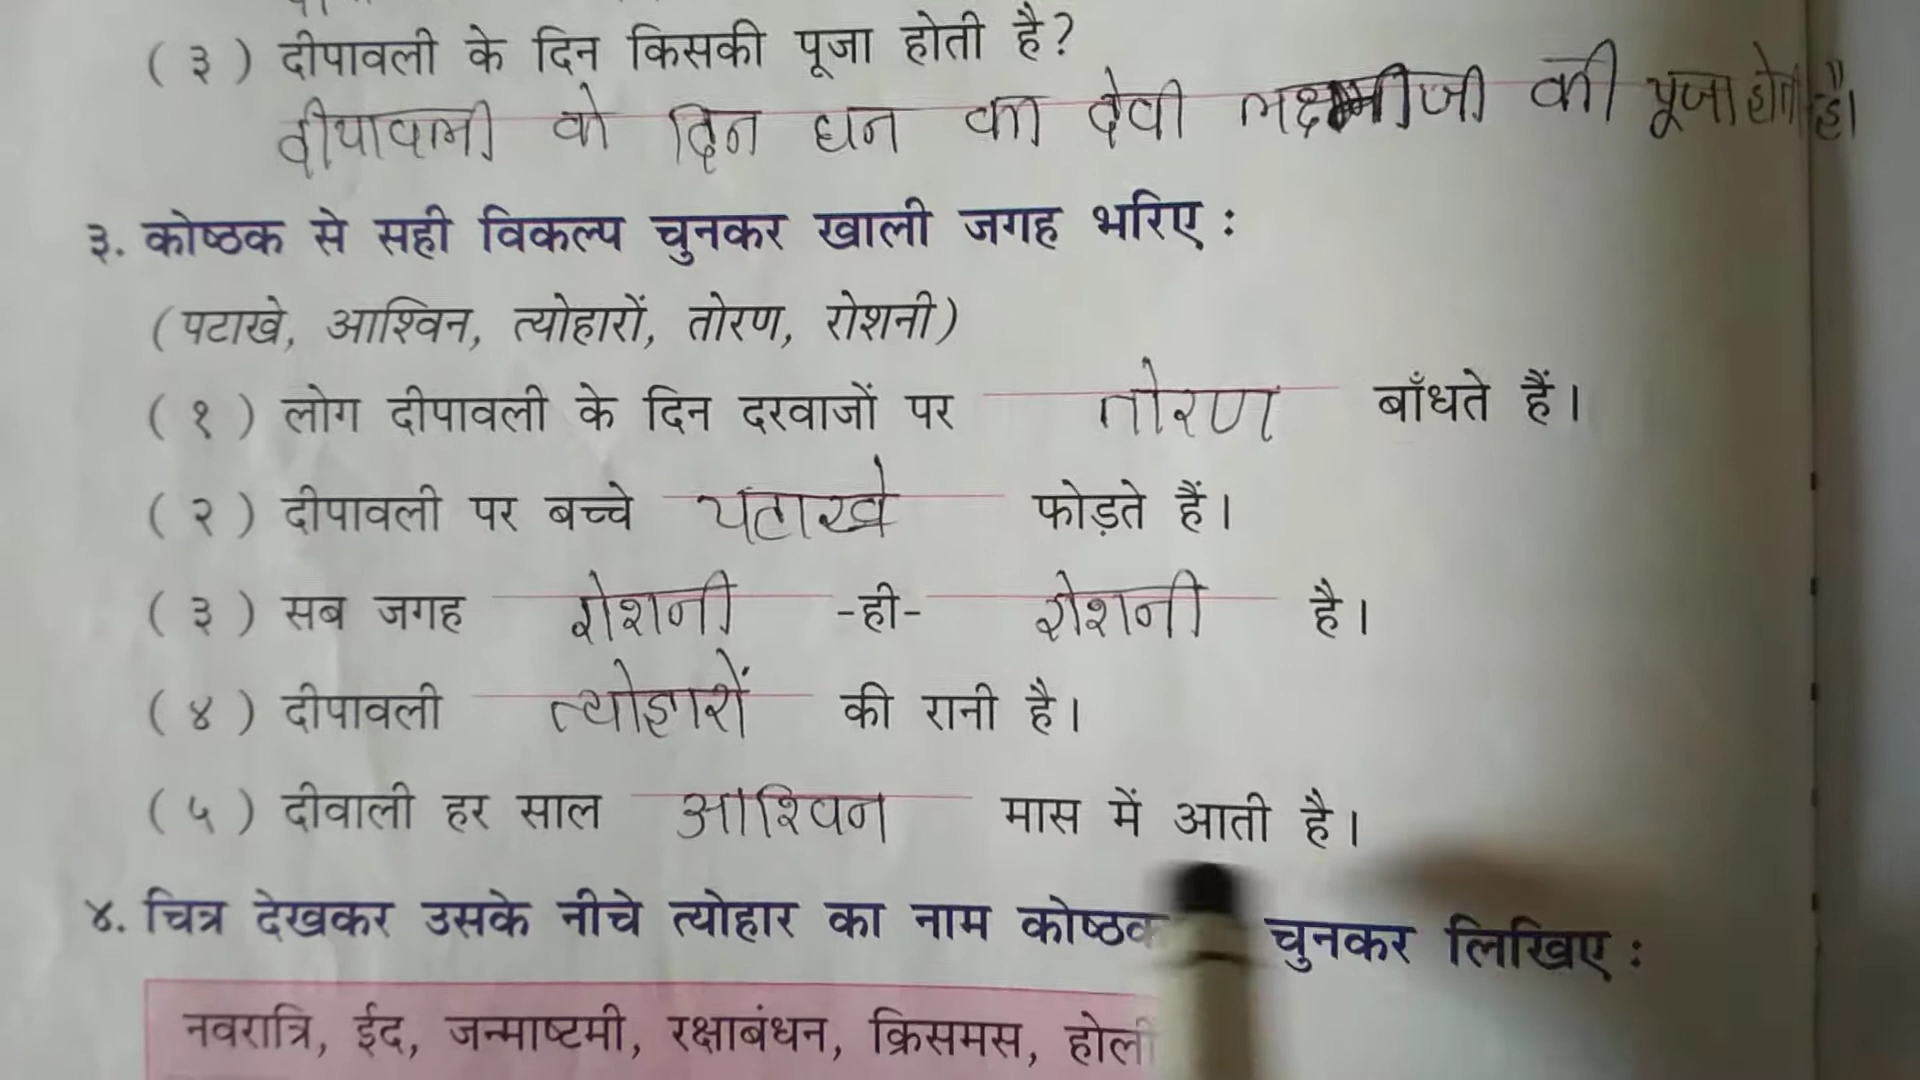 ( ३ ) दीपावली के दिन किसकी पूजा होती है?
दीपावली के दिन धन की देवी लक्ष्मीजी की पूजा होती है।
३. कोष्ठक से सही विकल्प चुनकर खाली जगह भरिए :
(पटाखे, आश्विन, त्योहारों, तोरण, रोशनी)
( १ ) लोग दीपावली के दिन दरवाजों पर तोरण बाँधते हैं।
( २ ) दीपावली पर बच्चे पटाखे फोड़ते हैं।
( ३ ) सब जगह रोशनी -ही- रोशनी है।
( ४ ) दीपावली त्योहारों की रानी है।
( ५ ) दीवाली हर साल आश्विन मास में आती है।
४. चित्र देखकर उसके नीचे त्योहार का नाम चुनकर लिखिए :
नवरात्रि, ईद, जन्माष्टमी, रक्षाबंधन, क्रिसमस, होली